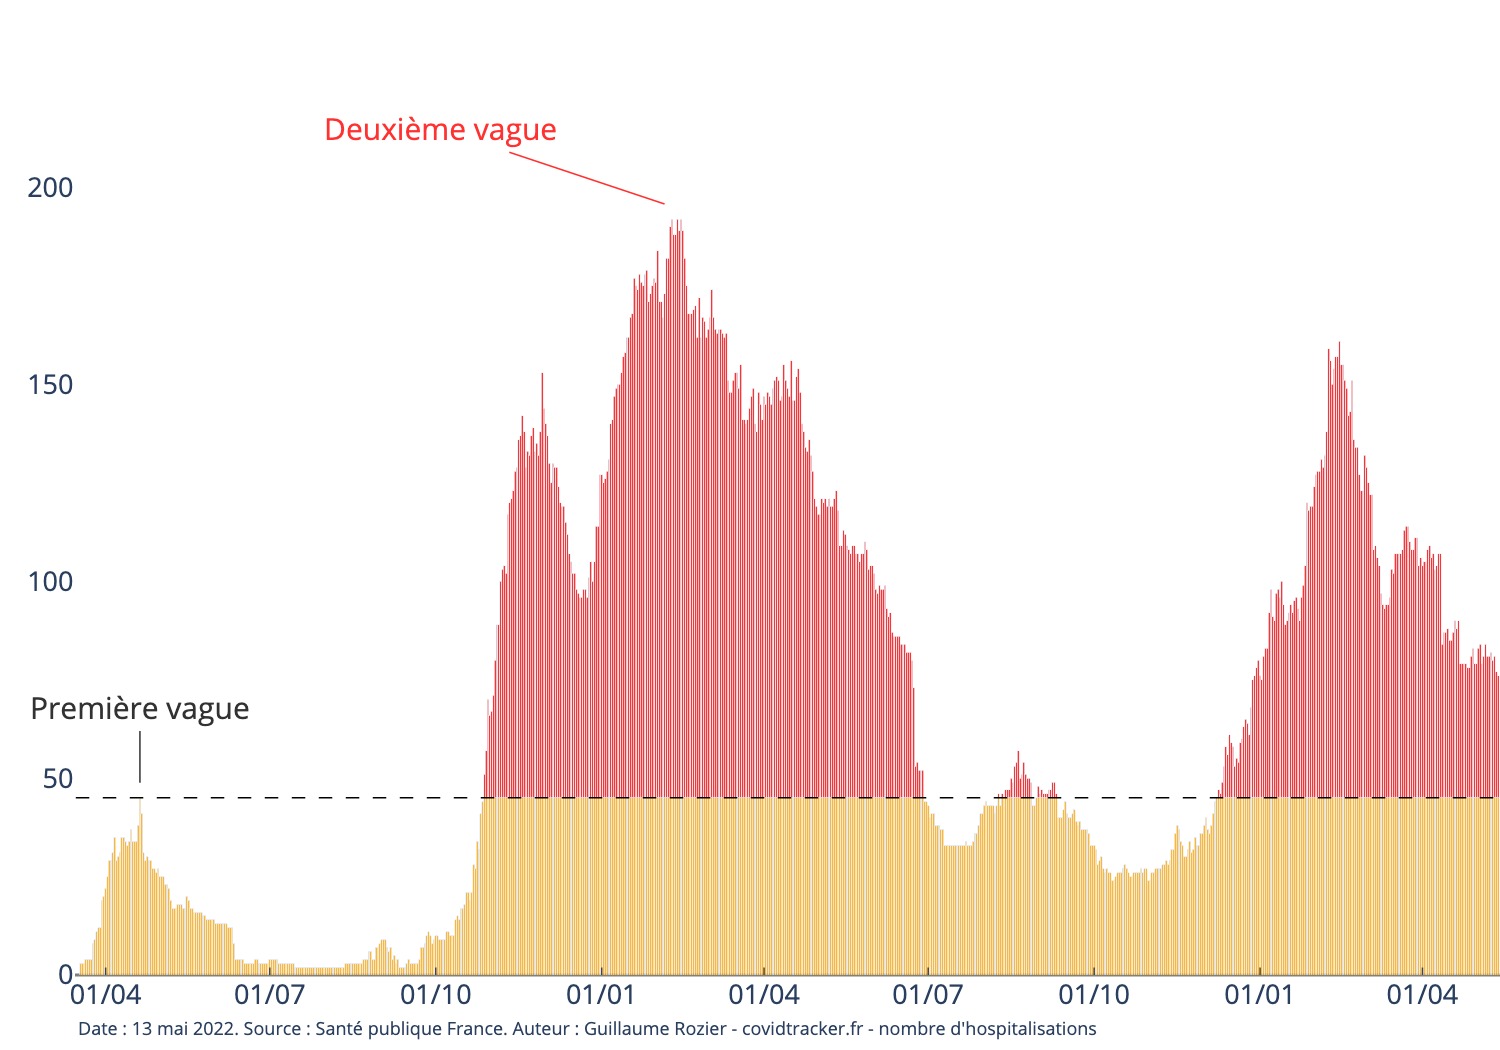 Deuxième vague
200
150
100
Première vague
50
0
01/04 01/07 01/10 01/01 01/04 01/07 01/10 01/01 01/04
Date : 13 mai 2022. Source : Santé publique France. Auteur : Guillaume Rozier - covidtracker.fr - nombre d'hospitalisations